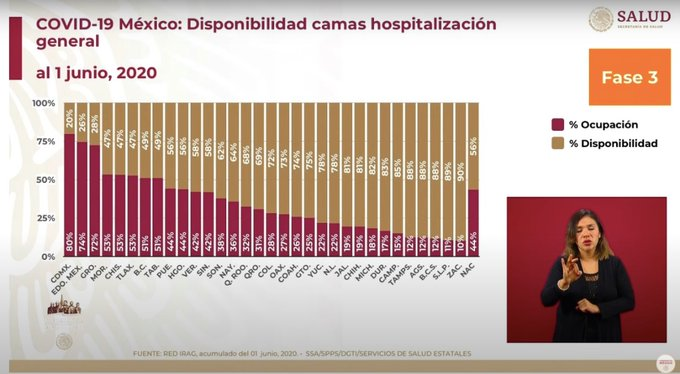 COVID-19 México: Disponibilidad camas hospitalización
general
al 1 junio, 2020
SALUD
SECRETARÍA DE SALUD
Fase 3
% Ocupación
% Disponibilidad
100%
75%
50%
25%
0%
20% 26% 28% 47% 47% 47% 49% 49% 56% 56% 58% 58% 62% 64% 68% 69% 72% 73% 74% 75% 78% 78% 81% 81% 82% 83% 85% 88% 88% 88% 89% 90% 56%
80% 74% 72% 53% 53% 53% 51% 51% 44% 44% 42% 42% 38% 36% 32% 31% 28% 27% 26% 25% 22% 22% 19% 19% 18% 17% 15% 12% 12% 12% 11% 10% 44%
CDMX EDO. MEX. GRO. MOR. CHIS. TLAX. B.C. TAB. PUE. HGO. VER. SIN. SON. NAY. Q. ROO. QRO. COL. OAX. COAH. GTO. YUC. N.L. JAL. CHIH. MICH. DUR. CAMP. TAMPS. AGS. B.C.S. S.L.P. ZAC. NAC
FUENTE: RED IRAG, acumulado del 01 junio, 2020. • SSA/SPPS/DGTI/SERVICIOS DE SALUD ESTATALES